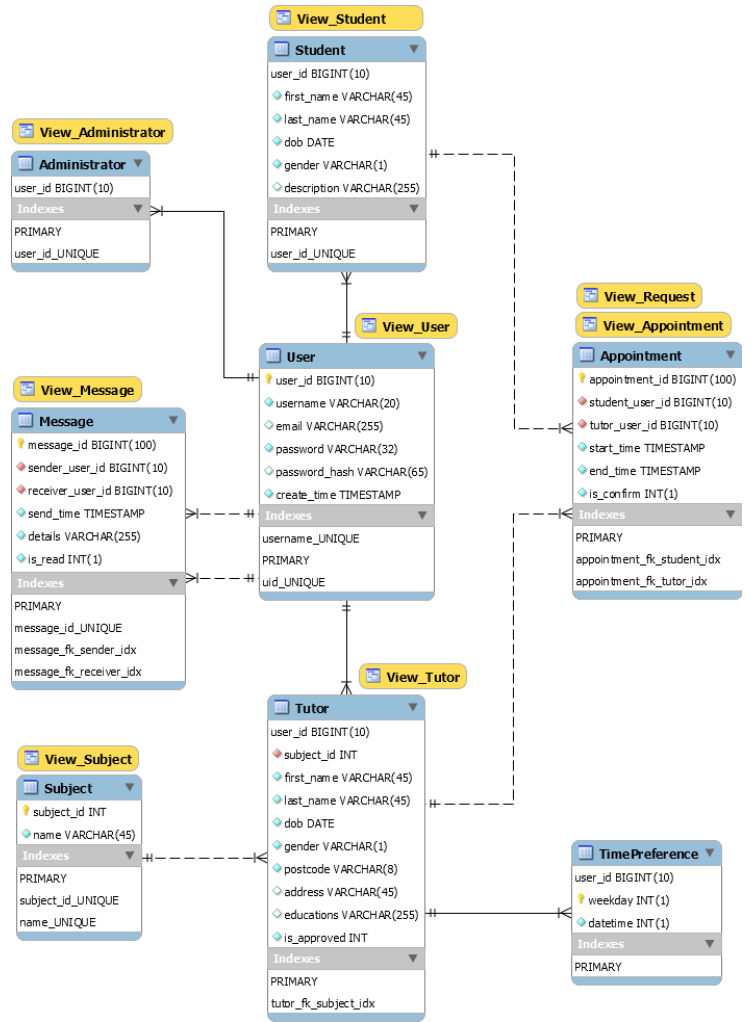 View_Student
Student
user_id BIGINT(10)
first_name VARCHAR(45)
last_name VARCHAR(45)
dob DATE
gender VARCHAR(1)
description VARCHAR(255)
Indexes
PRIMARY
user_id_UNIQUE
View_Administrator
Administrator
user_id BIGINT(10)
Indexes
PRIMARY
user_id_UNIQUE
View_User
User
user_id BIGINT(10)
username VARCHAR(20)
email VARCHAR(255)
password VARCHAR(32)
password_hash VARCHAR(65)
create_time TIMESTAMP
Indexes
username_UNIQUE
PRIMARY
uid_UNIQUE
View_Request
View_Appointment
Appointment
appointment_id BIGINT(100)
student_user_id BIGINT(10)
tutor_user_id BIGINT(10)
start_time TIMESTAMP
end_time TIMESTAMP
is_confirm INT(1)
Indexes
PRIMARY
appointment_fk_student_idx
appointment_fk_tutor_idx
View_Message
Message
message_id BIGINT(100)
sender_user_id BIGINT(10)
receiver_user_id BIGINT(10)
send_time TIMESTAMP
details VARCHAR(255)
is_read INT(1)
Indexes
PRIMARY
message_id_UNIQUE
message_fk_sender_idx
message_fk_receiver_idx
View_Tutor
Tutor
user_id BIGINT(10)
subject_id INT
first_name VARCHAR(45)
last_name VARCHAR(45)
dob DATE
gender VARCHAR(1)
postcode VARCHAR(8)
address VARCHAR(45)
educations VARCHAR(255)
is_approved INT
Indexes
PRIMARY
tutor_fk_subject_idx
View_Subject
Subject
subject_id INT
name VARCHAR(45)
Indexes
PRIMARY
subject_id_UNIQUE
name_UNIQUE
TimePreference
user_id BIGINT(10)
weekday INT(1)
datetime INT(1)
Indexes
PRIMARY